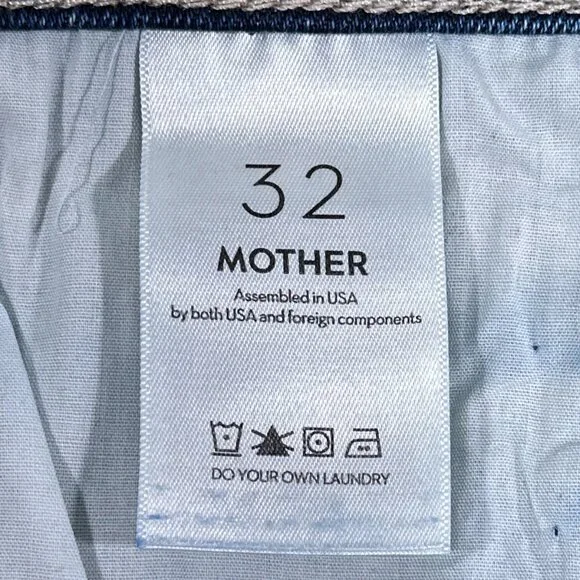 32
MOTHER
Assembled in USA
by both USA and foreign components
DO YOUR OWN LAUNDRY